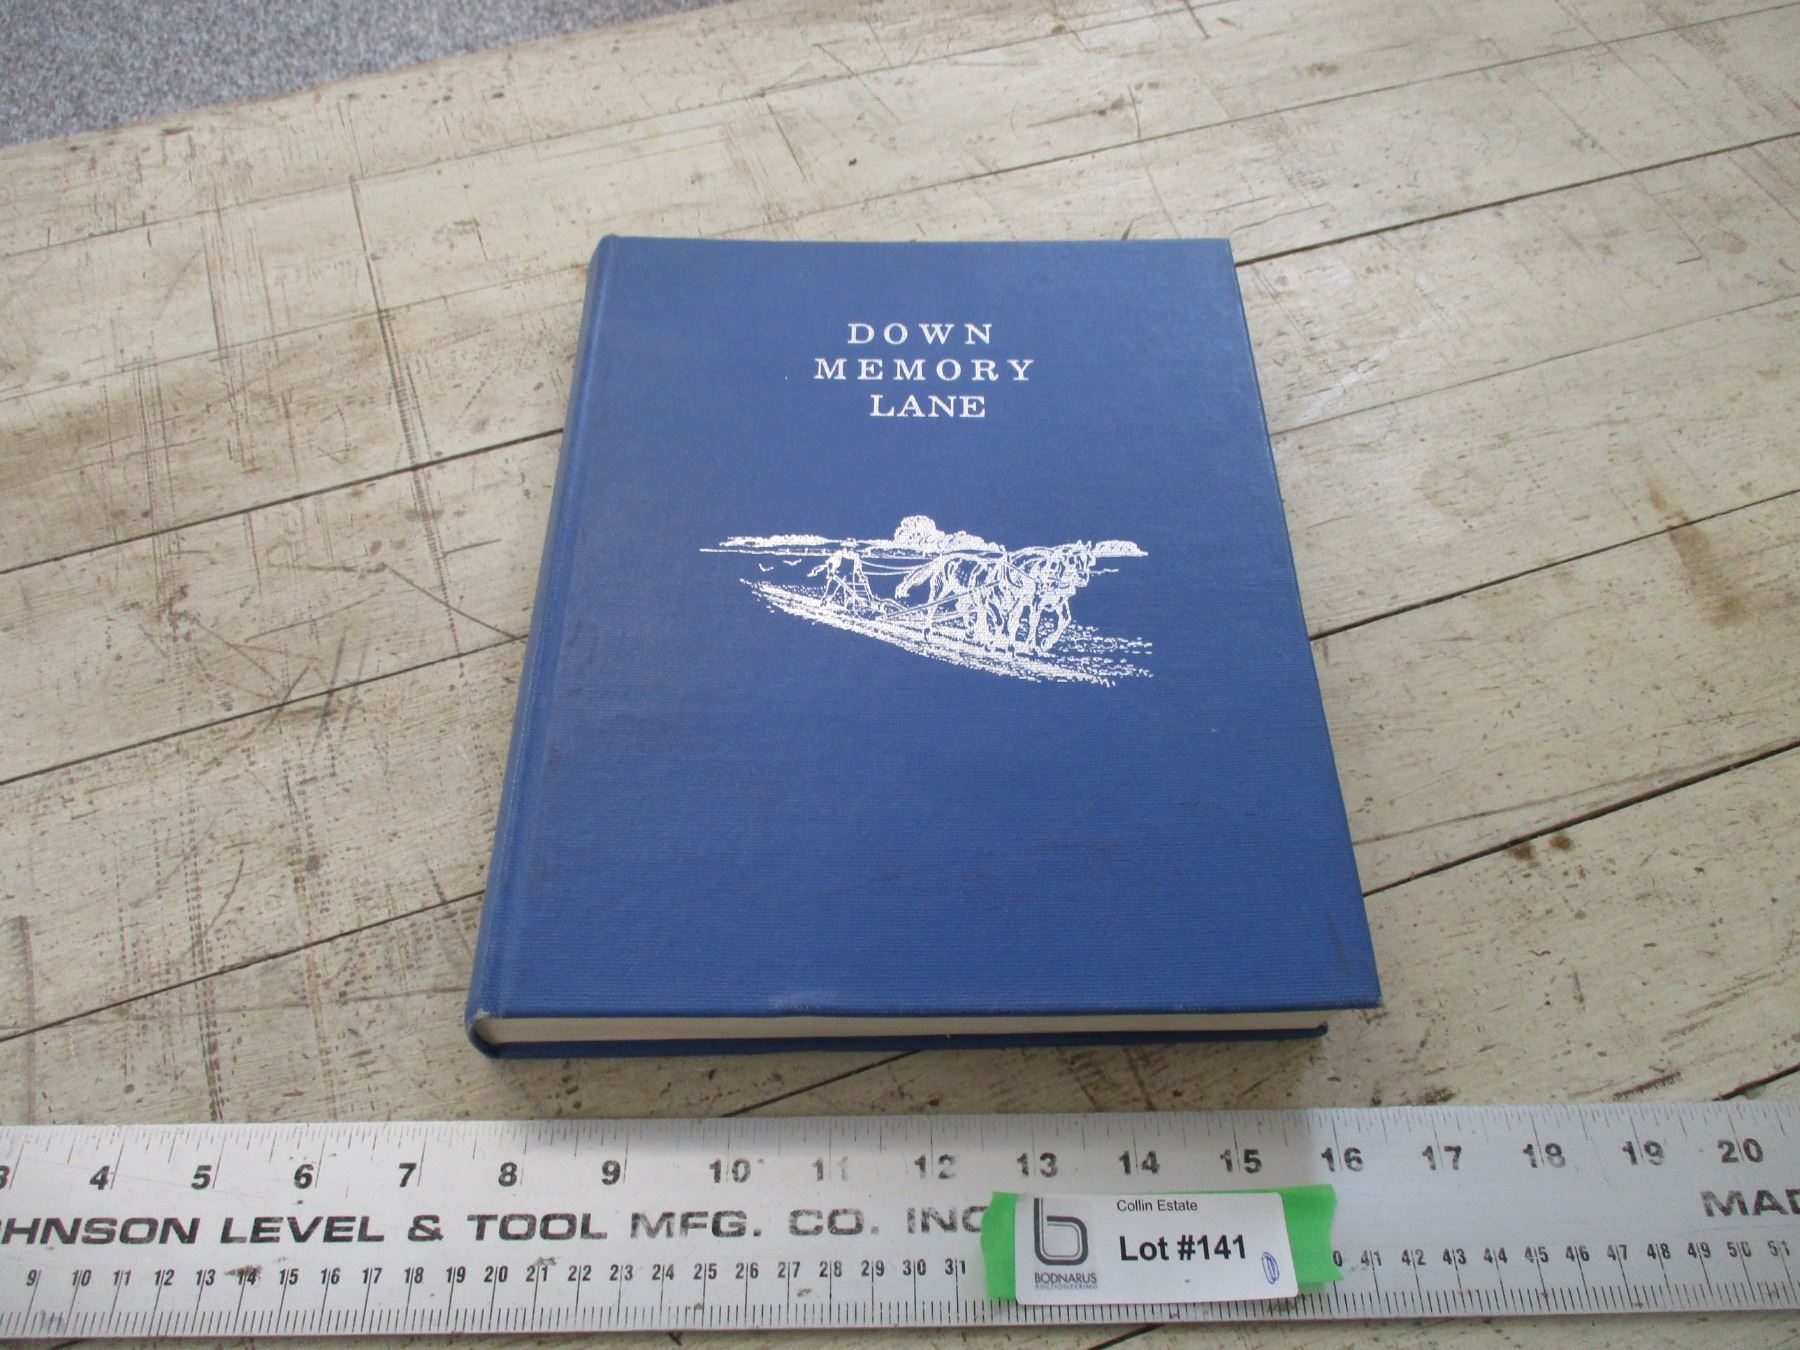 DOWN
MEMORY
LANE
3 4 5 6 7 8 9 10 11 12 13 14 15 16 17 18 19 20
HNSON LEVEL & TOOL MFG. CO. INC
MAD
9 10 11 12 13 14 15 16 17 18 19 20 21 22 23 24 25 26 27 28 29 30 31
0 41 42 43 44 45 46 47 48 49 50 51
Collin Estate
Lot #141
BODNARUS
AUCTIONEERING